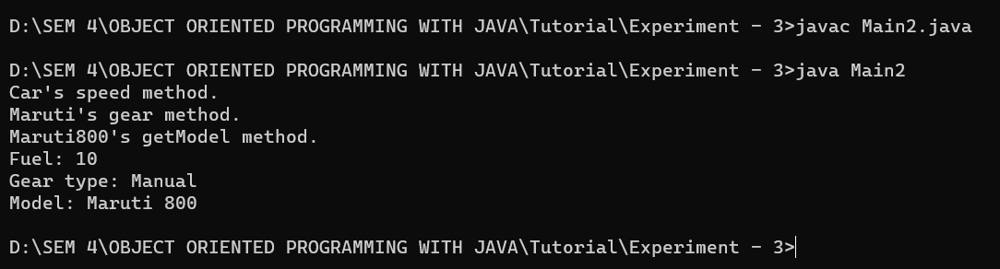 D:\SEM 4\OBJECT ORIENTED PROGRAMMING WITH JAVA\Tutorial\Experiment - 3>javac Main2.java
D:\SEM 4\OBJECT ORIENTED PROGRAMMING WITH JAVA\Tutorial\Experiment - 3>java Main2
Car's speed method.
Maruti's gear method.
Maruti800's getModel method.
Fuel: 10
Gear type: Manual
Model: Maruti 800
D:\SEM 4\OBJECT ORIENTED PROGRAMMING WITH JAVA\Tutorial\Experiment - 3>